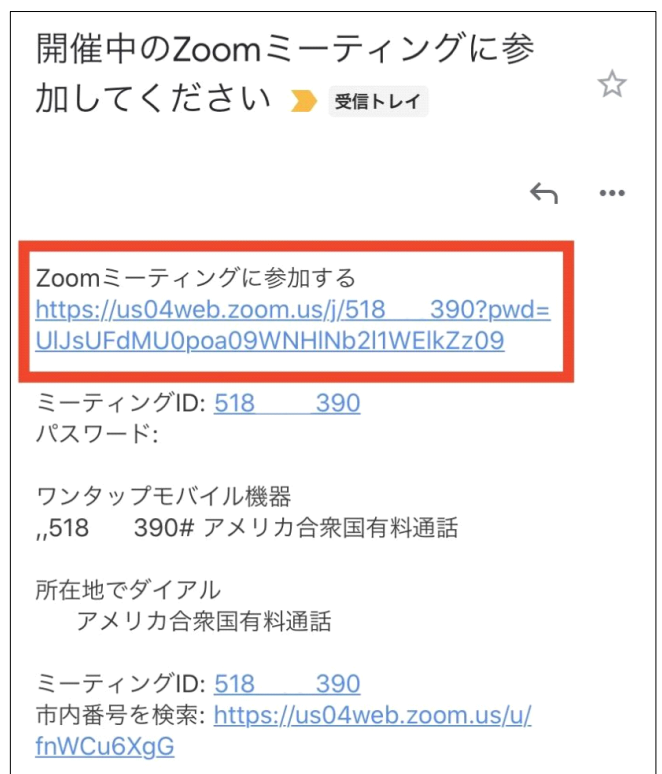 開催中のZoomミーティングに参
加してください 受信トレイ
Zoomミーティングに参加する
https://us04web.zoom.us/j/518 390?pwd=
UlJsUFdMU0poa09WNHlNb2l1WElkZz09
ミーティングID: 518 390
パスワード:
ワンタップモバイル機器
,,518 390# アメリカ合衆国有料通話
所在地でダイアル
アメリカ合衆国有料通話
ミーティングID: 518 390
市内番号を検索: https://us04web.zoom.us/u/
fnWCu6XgG